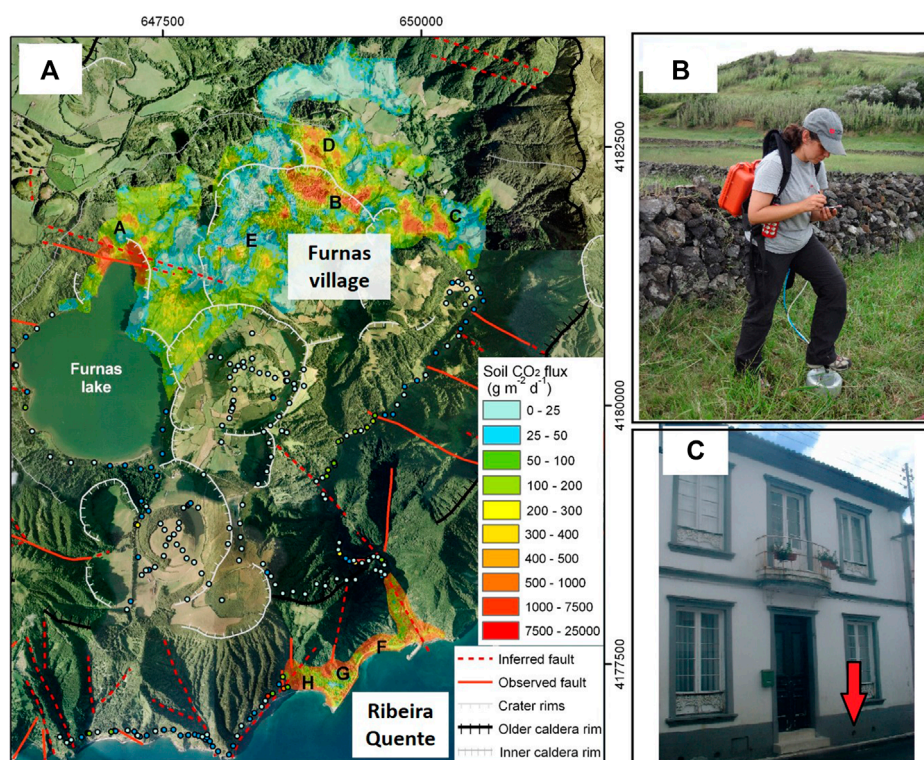 647500
650000
A
B
4182500
D
B
A
C
E
Furnas
village
Furnas
lake
Soil CO₂ flux
(g m⁻² d⁻¹)
0 - 25
25 - 50
50 - 100
100 - 200
200 - 300
300 - 400
400 - 500
500 - 1000
1000 - 7500
7500 - 25000
4180000
C
F
G
H
4177500
Inferred fault
Observed fault
Crater rims
Older caldera rim
Inner caldera rim
Ribeira
Quente